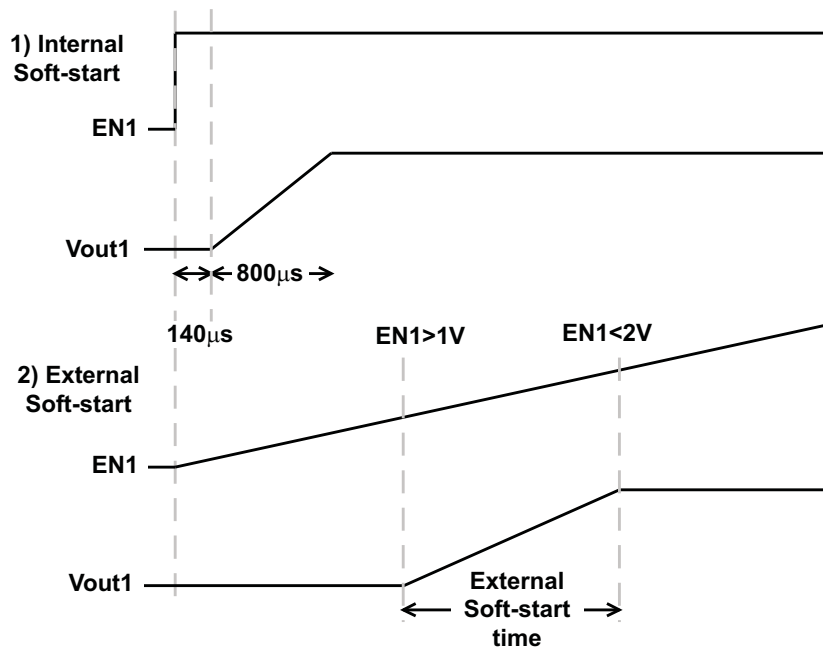 1) Internal
Soft-start
EN1
Vout1
800μs
140μs
EN1>1V
EN1<2V
2) External
Soft-start
EN1
Vout1
External
Soft-start
time